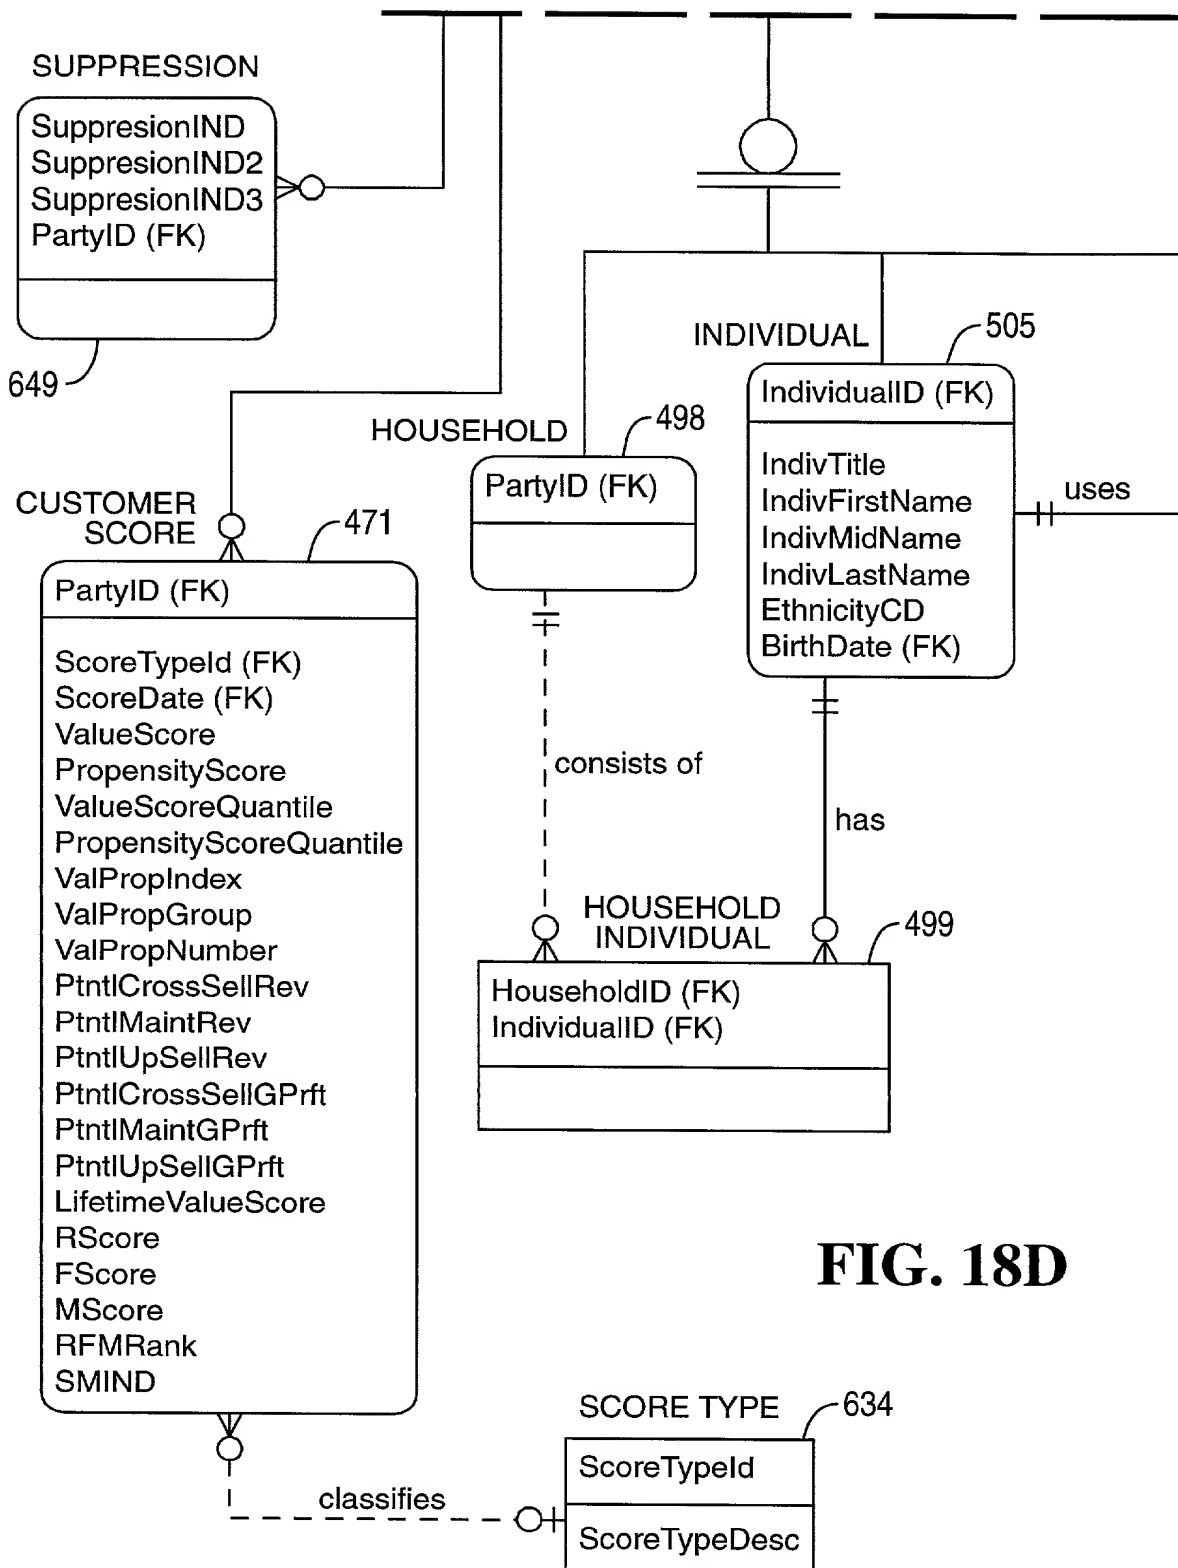 SUPPRESSION
SuppresionIND
SuppresionIND2
SuppresionIND3
PartyID (FK)
649
INDIVIDUAL
505
IndividualID (FK)
IndivTitle
IndivFirstName
IndivMidName
IndivLastName
EthnicityCD
BirthDate (FK)
uses
HOUSEHOLD
498
PartyID (FK)
CUSTOMER
SCORE
471
PartyID (FK)
ScoreTypeId (FK)
ScoreDate (FK)
ValueScore
PropensityScore
ValueScoreQuantile
PropensityScoreQuantile
ValPropIndex
ValPropGroup
ValPropNumber
PtntlCrossSellRev
PtntlMaintRev
PtntlUpSellRev
PtntlCrossSellGPrft
PtntlMaintGPrft
PtntlUpSellGPrft
LifetimeValueScore
RScore
FScore
MScore
RFMRank
SMIND
consists of
has
HOUSEHOLD
INDIVIDUAL
499
HouseholdID (FK)
IndividualID (FK)
FIG. 18D
SCORE TYPE
634
ScoreTypeId
ScoreTypeDesc
classifies